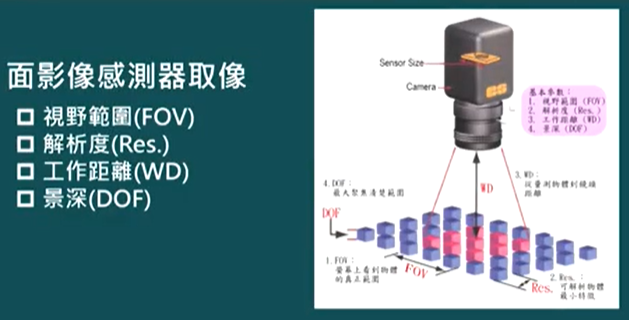 面影像感測器取像
視野範圍(FOV)
解析度(Res.)
工作距離(WD)
景深(DOF)
Sensor Size
Camera
基本參數：
1. 視野範圍 (FOV)
2. 解析度 (Res.)
3. 工作距離 (WD)
4. 景深 (DOF)
4.DOF：
最大聚焦清楚範圍
WD
3.WD：
從量測物體到鏡頭
距離
DOF
1.FOV：
螢幕上看到物體
的真正範圍
FOV
2.Res.：
可解析物體
最小特徵
Res.